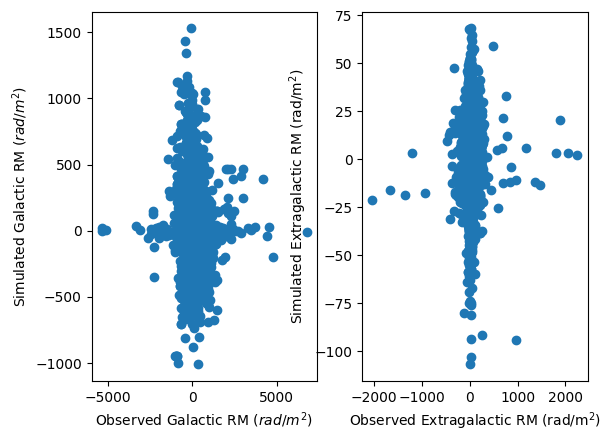 1500
1000
500
0
−500
−1000
Simulated Galactic RM (rad/m²)
−5000 0 5000
Observed Galactic RM (rad/m²)
75
50
25
0
−25
−50
−75
−100
Simulated Extragalactic RM (rad/m²)
−2000 −1000 0 1000 2000
Observed Extragalactic RM (rad/m²)